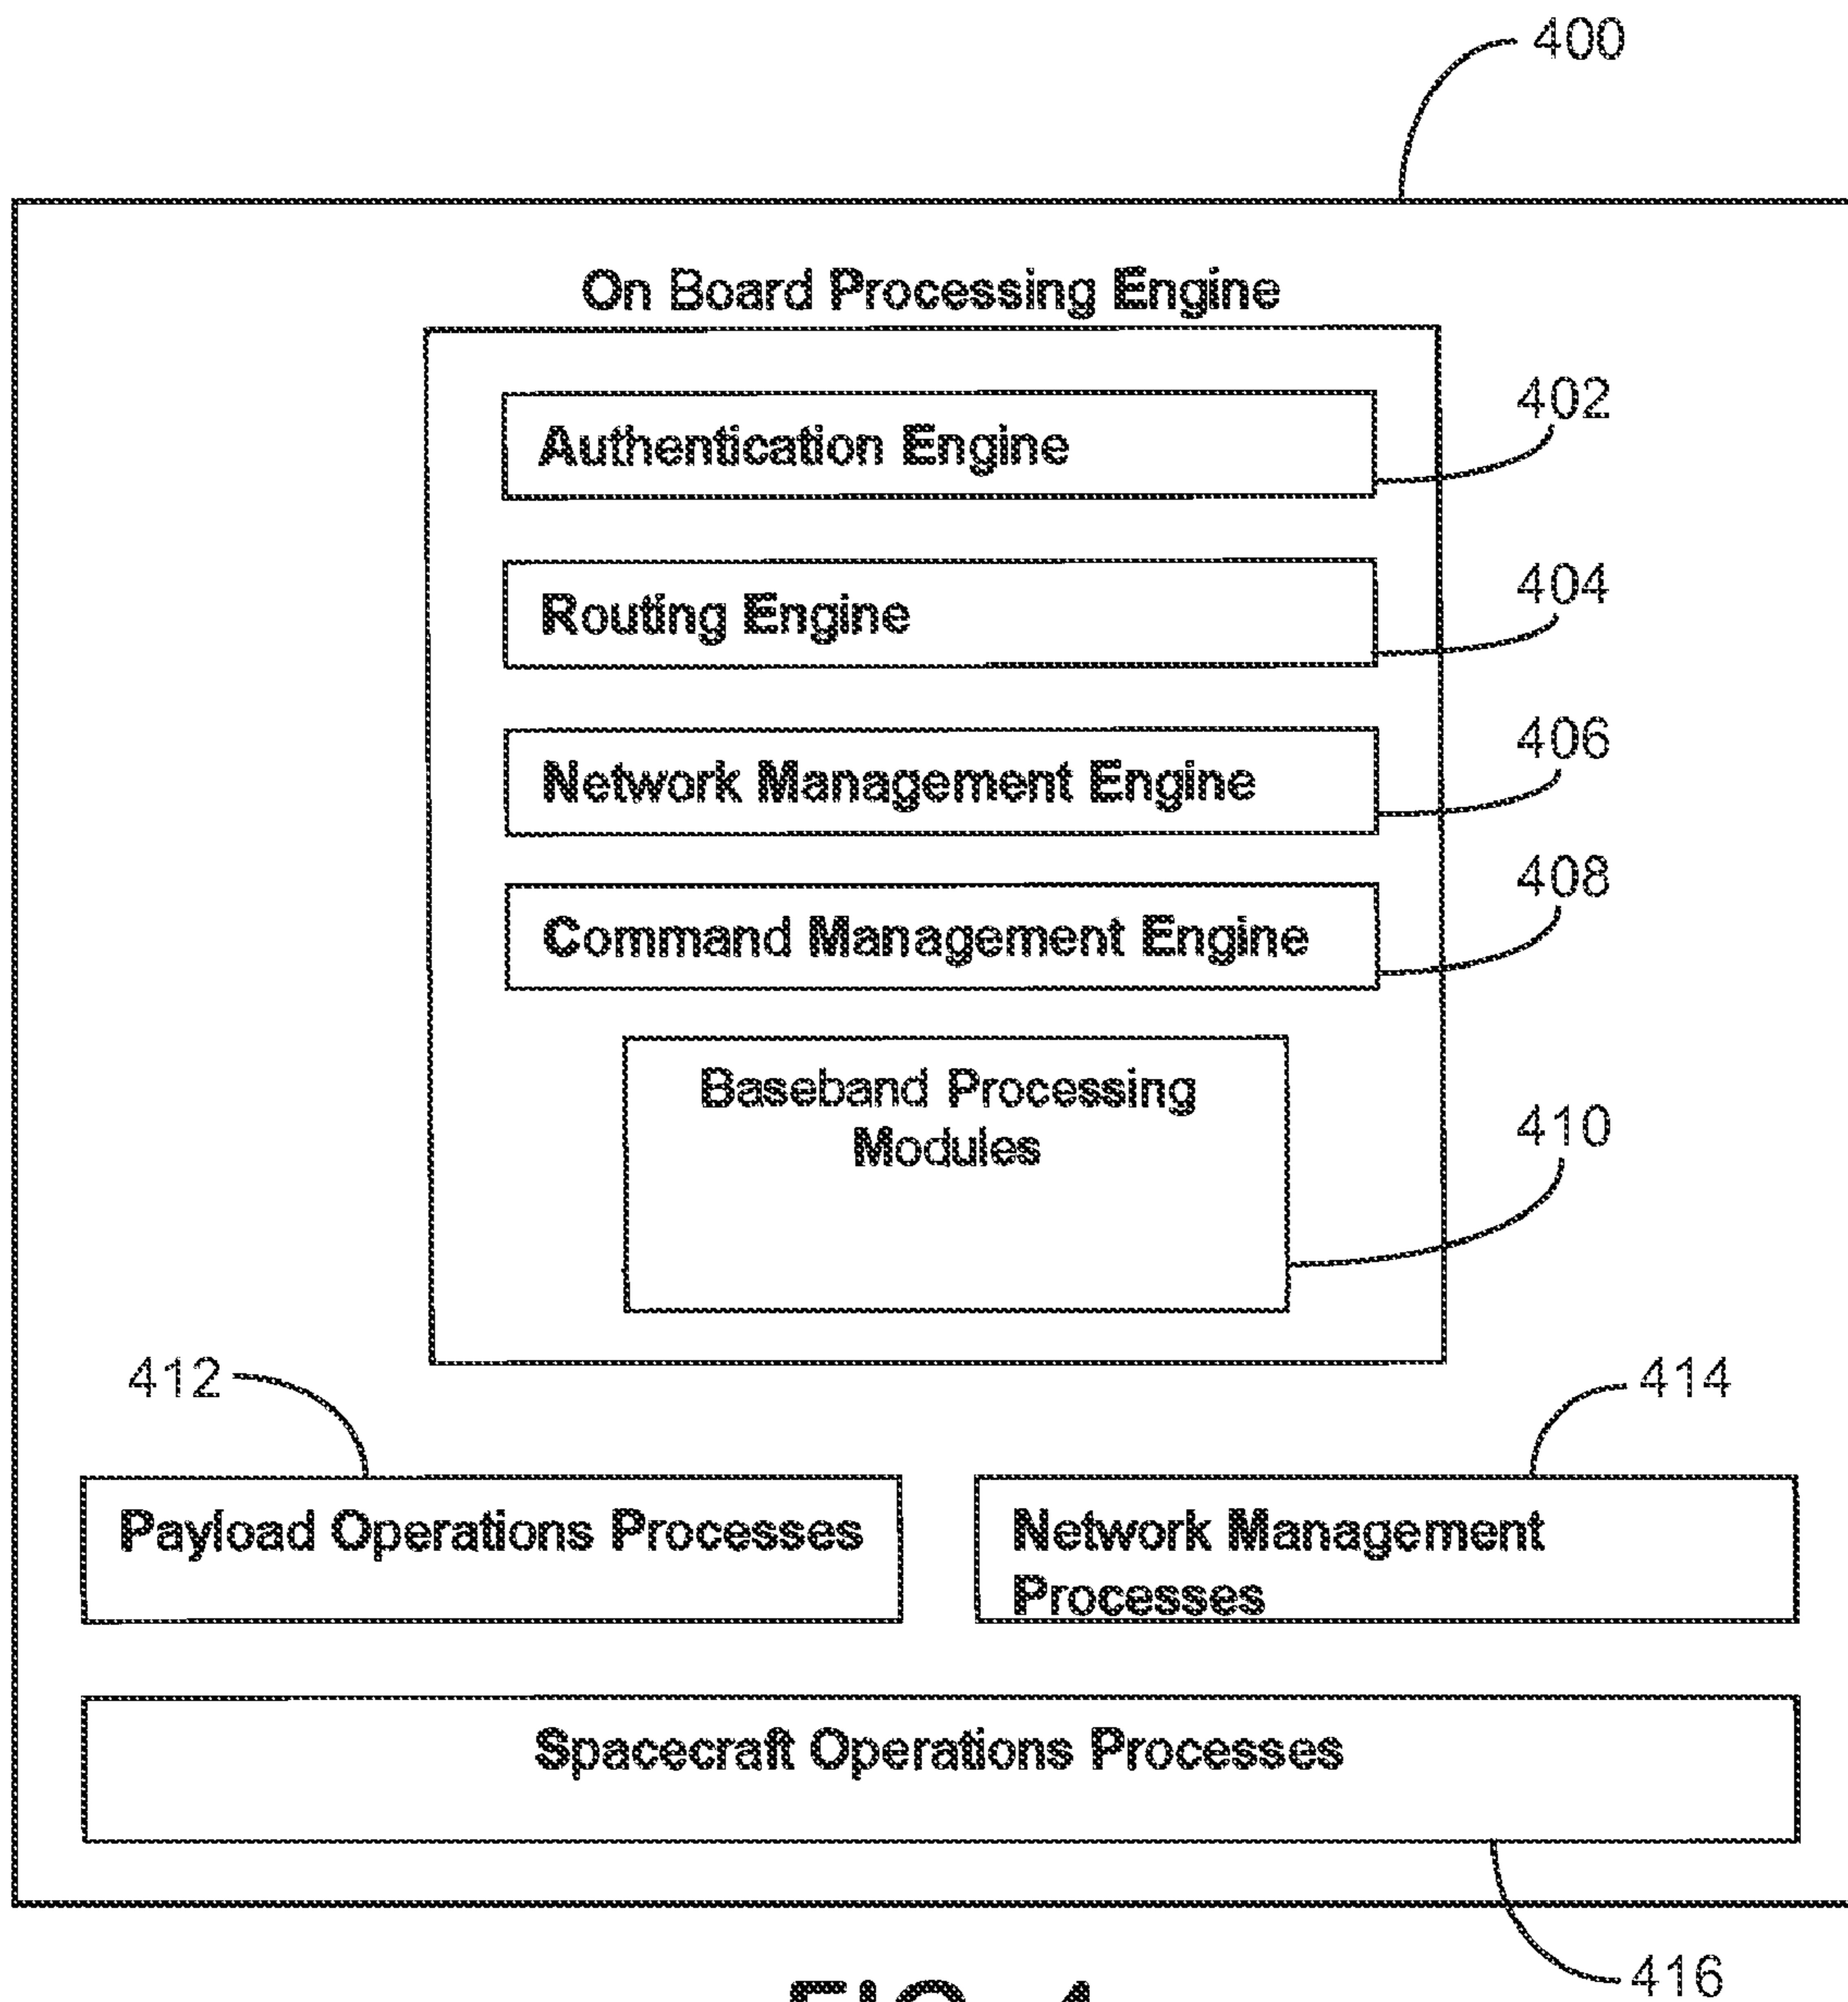 400
On Board Processing Engine
Authentication Engine
402
Routing Engine
404
Network Management Engine
406
Command Management Engine
408
Baseband Processing
Modules
410
412
414
Payload Operations Processes
Network Management
Processes
Spacecraft Operations Processes
416